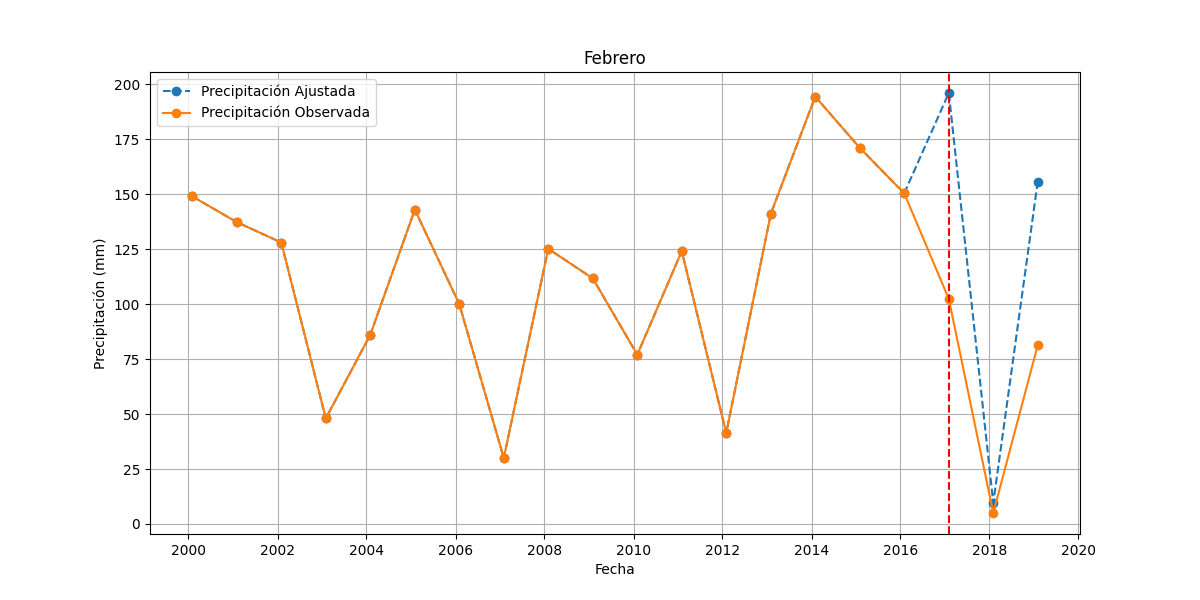 Febrero
Precipitación Ajustada
Precipitación Observada
Precipitación (mm)
200
175
150
125
100
75
50
25
0
2000 2002 2004 2006 2008 2010 2012 2014 2016 2018 2020
Fecha